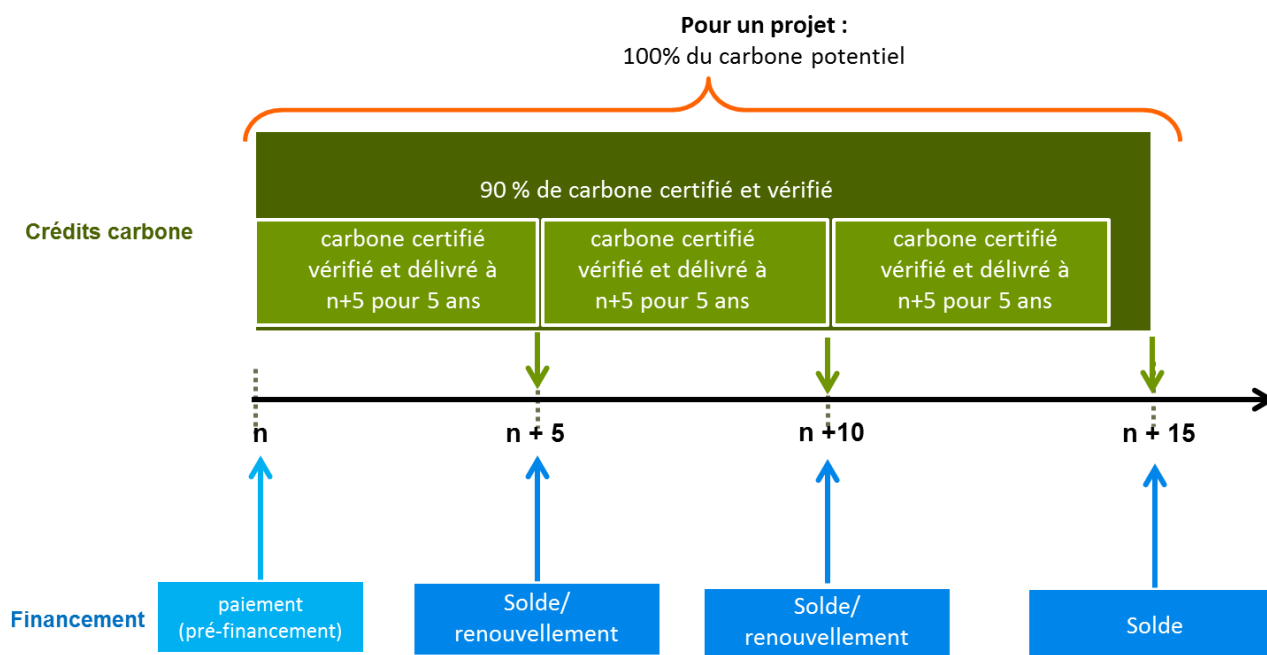 Pour un projet :
100% du carbone potentiel
90 % de carbone certifié et vérifié
Crédits carbone
carbone certifié
vérifié et délivré à
n+5 pour 5 ans
carbone certifié
vérifié et délivré à
n+5 pour 5 ans
carbone certifié
vérifié et délivré à
n+5 pour 5 ans
n
n + 5
n +10
n + 15
Financement
paiement
(pré-financement)
Solde/
renouvellement
Solde/
renouvellement
Solde